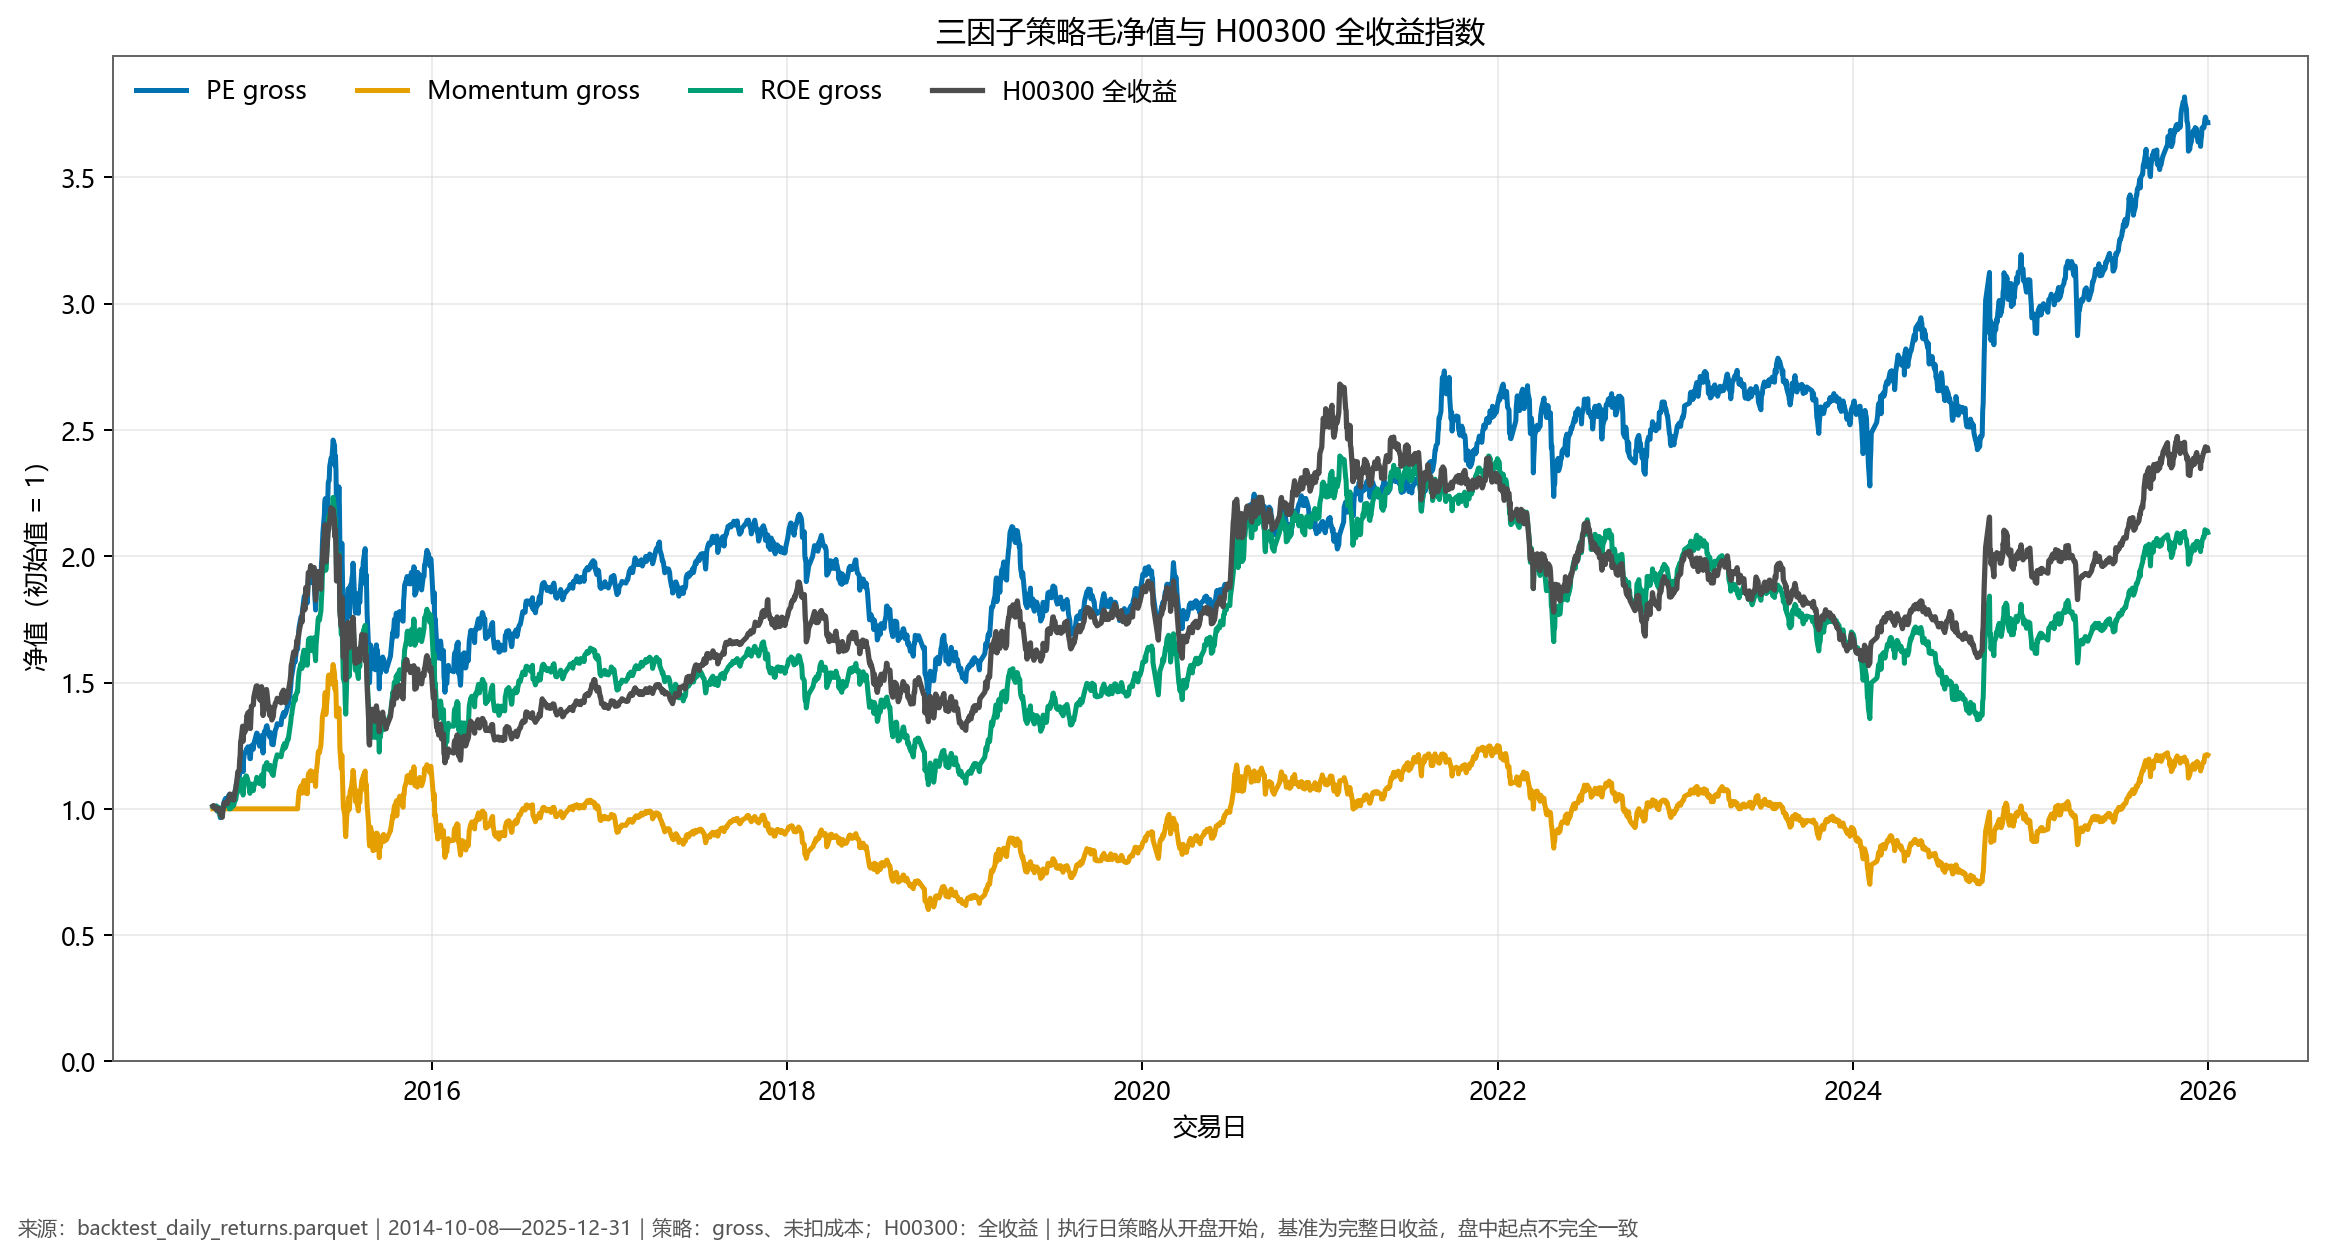 三因子策略毛净值与 H00300 全收益指数
PE gross
Momentum gross
ROE gross
H00300 全收益
净值（初始值 = 1）
3.5
3.0
2.5
2.0
1.5
1.0
0.5
0.0
2016
2018
2020
2022
2024
2026
交易日
来源：backtest_daily_returns.parquet | 2014-10-08—2025-12-31 | 策略：gross、未扣成本；H00300：全收益 | 执行日策略从开盘开始，基准为完整日收益，盘中起点不完全一致